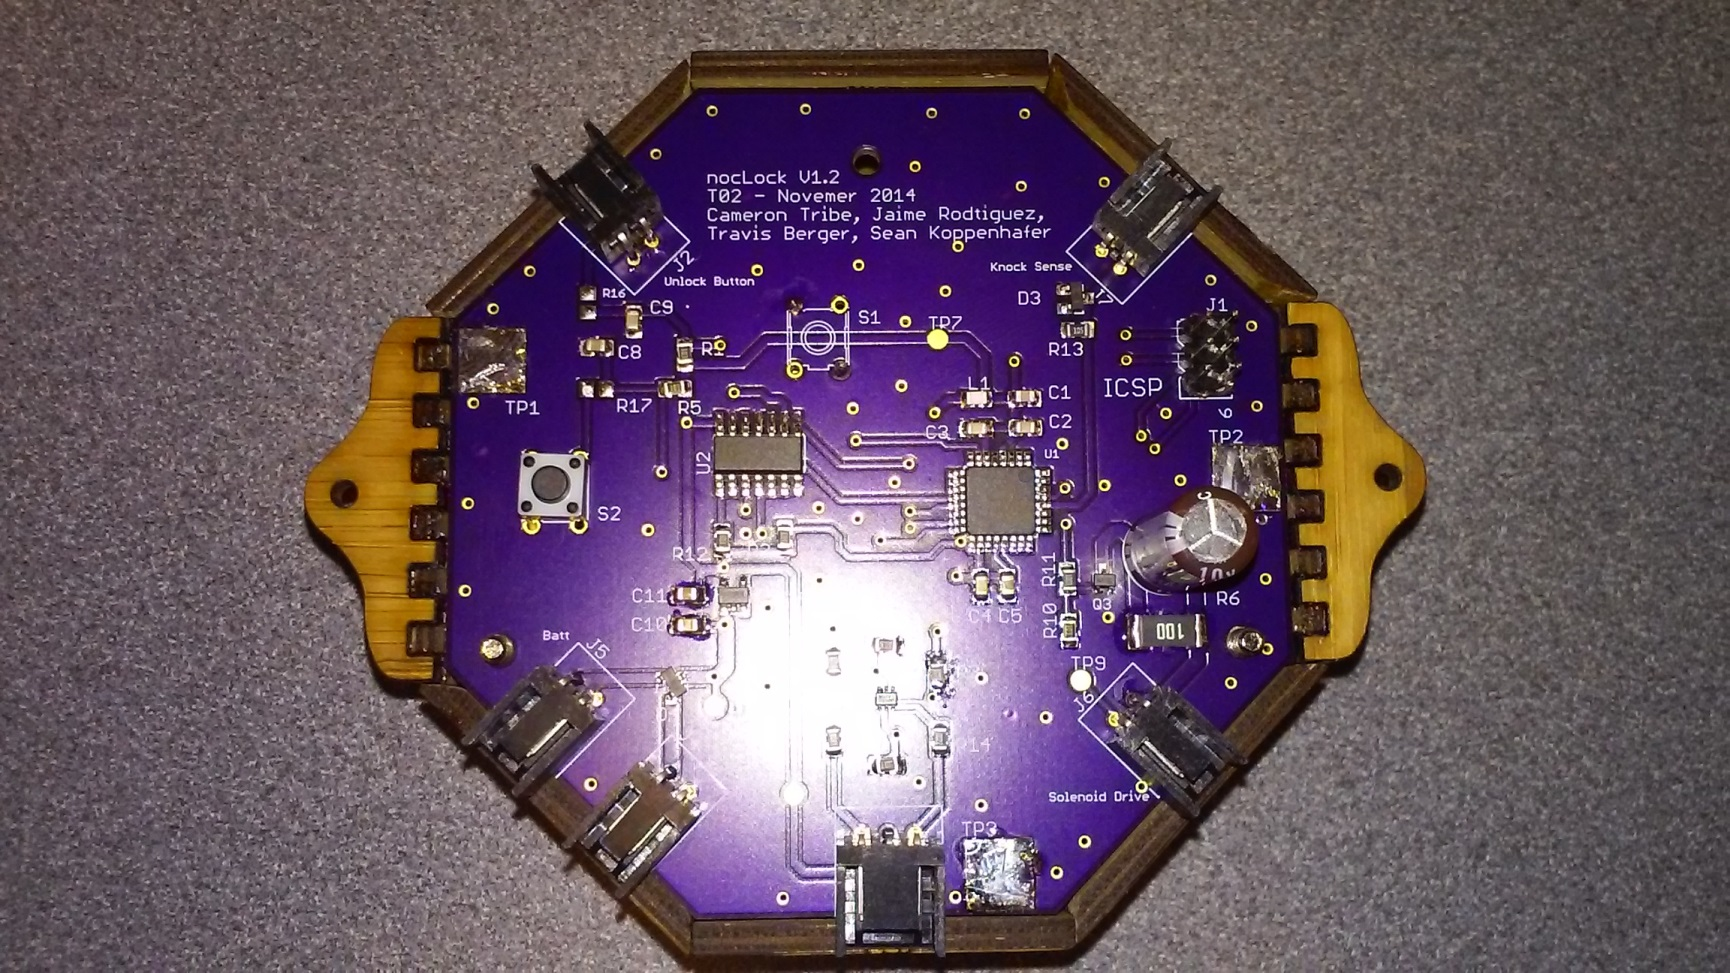 nocLock V1.2
T02 - Novemer 2014
Cameron Tribe, Jaime Rodtiguez,
Travis Berger, Sean Koppenhafer
J2
Unlock Button
Knock Sense
R16
C9
D3
J1
S1
TP7
C8
R1
R13
ICSP
TP1
R17
R5
L1
C1
6
C3
C2
TP2
U2
U1
S2
R12
R11
10v
C11
C4
C5
Q3
R6
C10
R10
100
Batt
J5
TP9
J6
Solenoid Drive
TP3